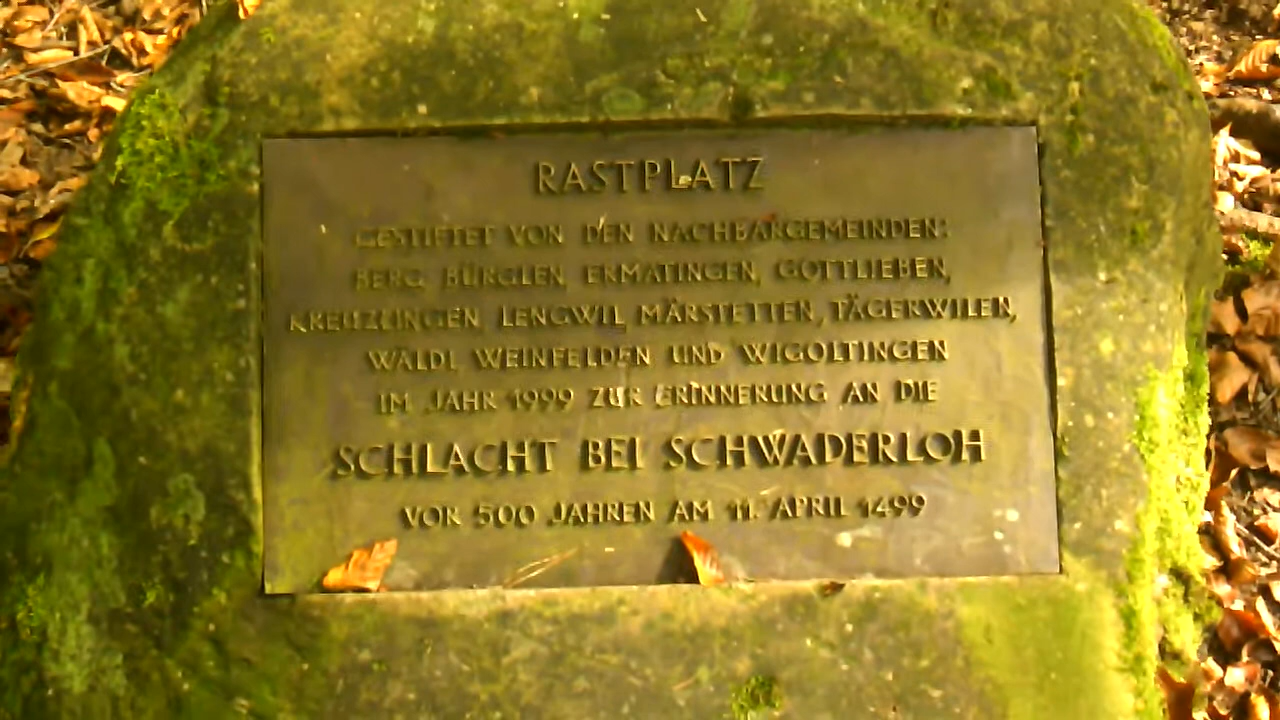 RASTPLATZ
GESTIFTET VON DEN NACHBARGEMEINDEN:
BERG, BÜRGLEN, ERMATINGEN, GOTTLIEBEN,
KREUZLINGEN, LENGWIL, MÄRSTETTEN, TÄGERWILEN,
WÄLDI, WEINFELDEN UND WIGOLTINGEN
IM JAHR 1999 ZUR ERINNERUNG AN DIE
SCHLACHT BEI SCHWADERLOH
VOR 500 JAHREN AM 11. APRIL 1499